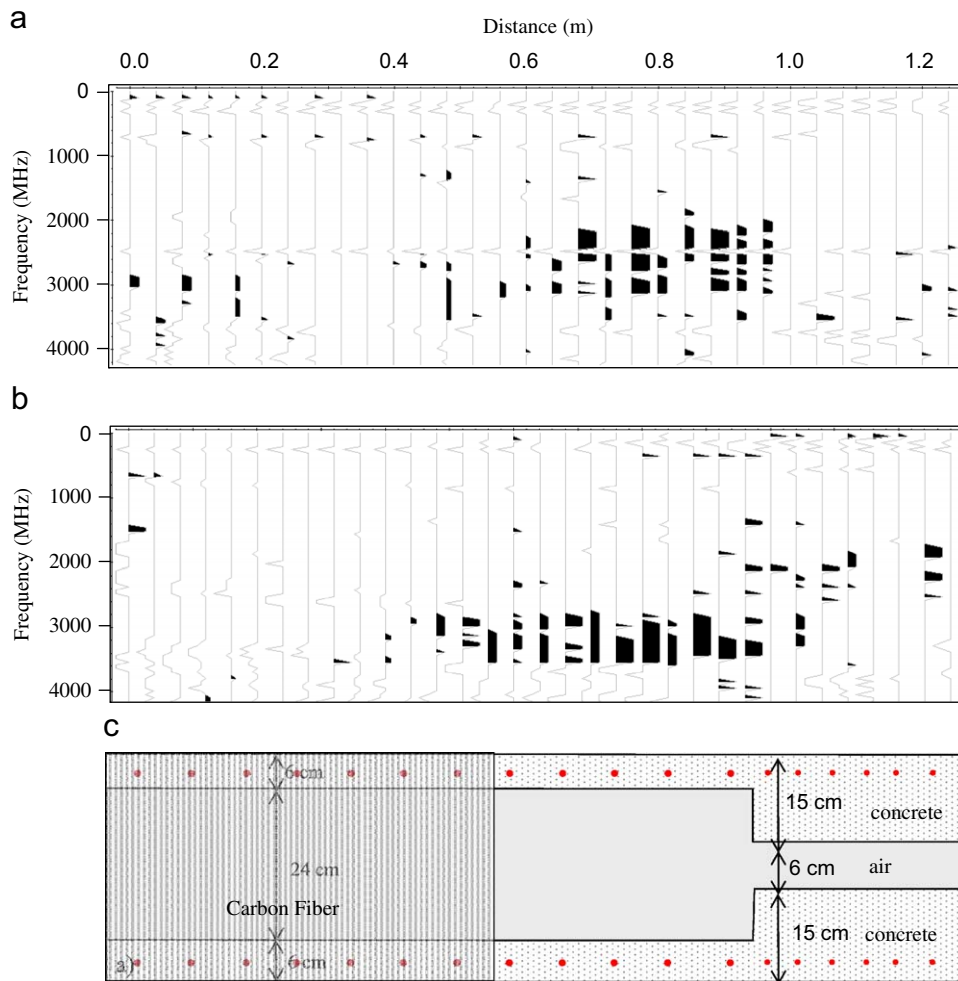 a
Distance (m)
0.0 0.2 0.4 0.6 0.8 1.0 1.2
0
1000
2000
3000
4000
Frequency (MHz)
b
0
1000
2000
3000
4000
Frequency (MHz)
c
6 cm
15 cm
concrete
24 cm
6 cm
air
Carbon Fiber
15 cm
concrete
a)
6 cm